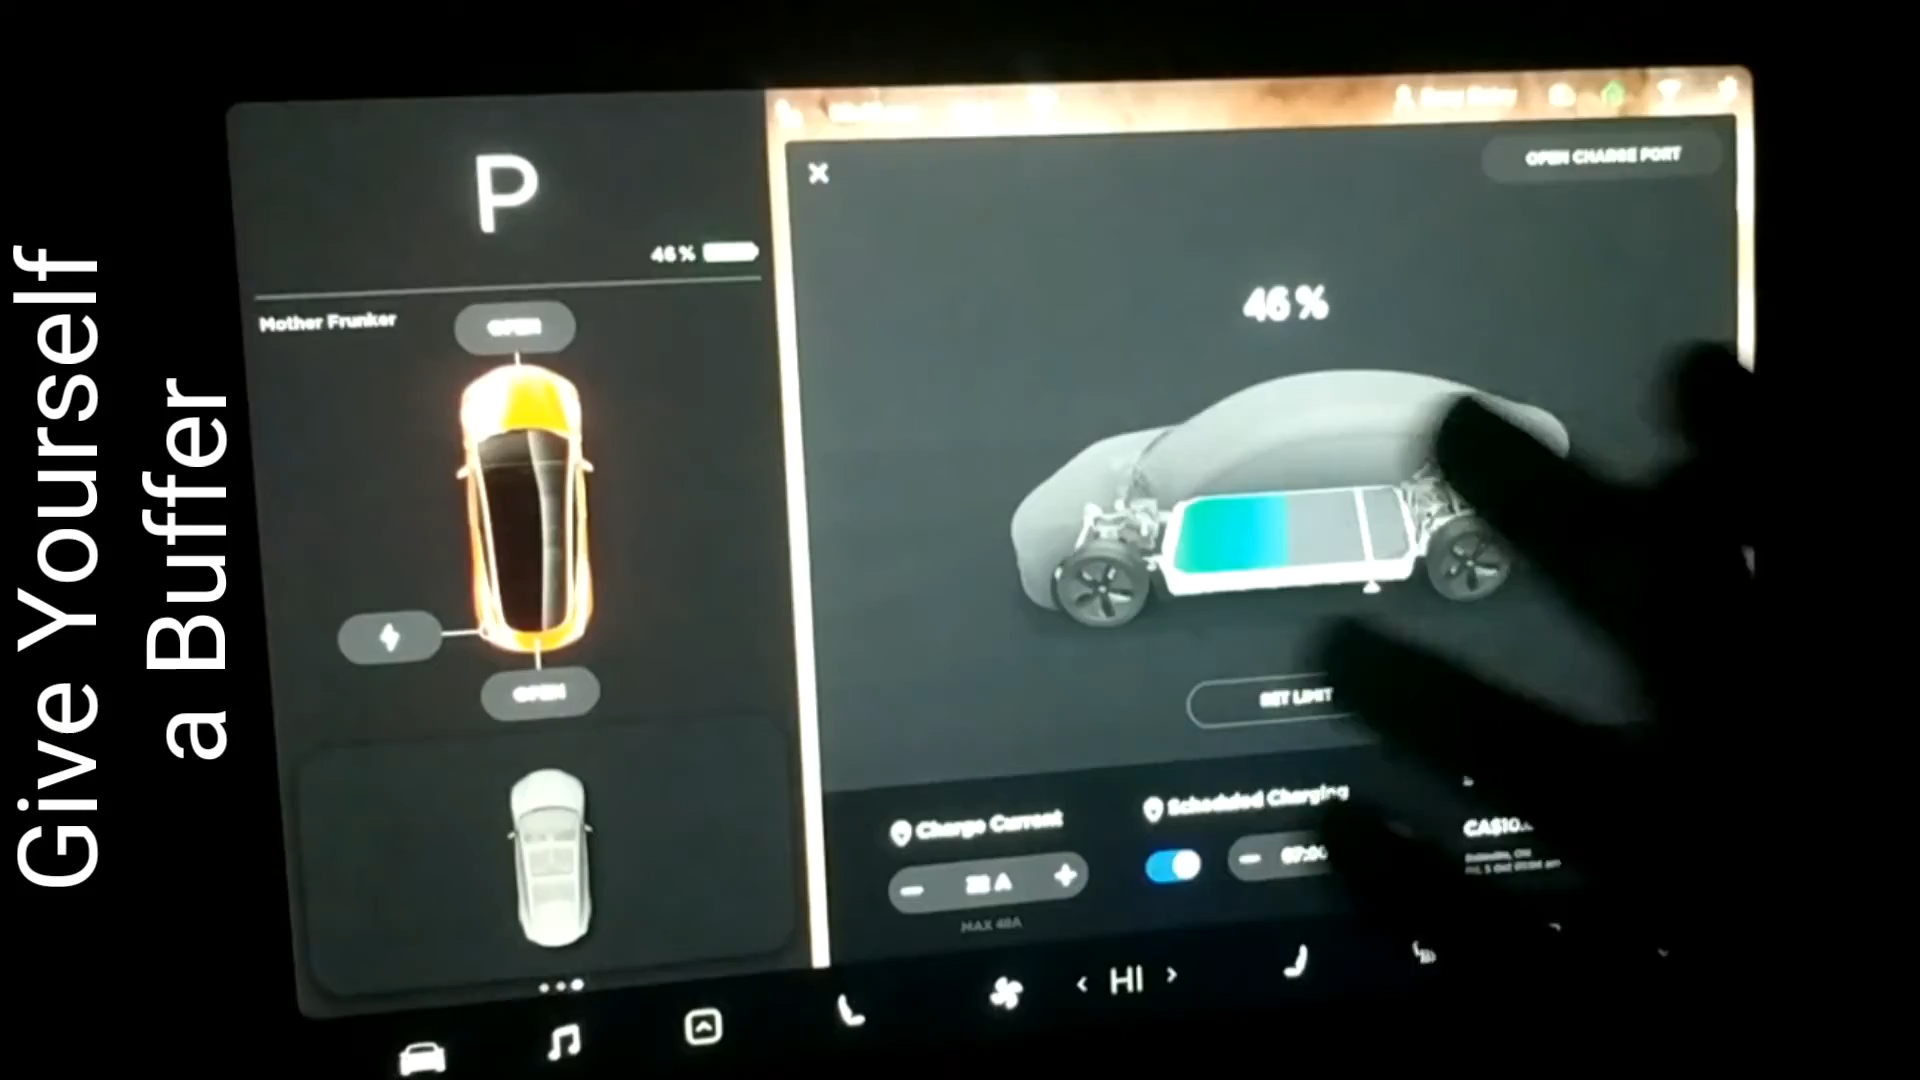 Give Yourself
a Buffer
P
46%
Mother Frunker
OPEN
OPEN
OPEN CHARGE PORT
46%
SET LIMIT
Charge Current
Scheduled Charging
32 A
MAX 48A
CA$10.
HI